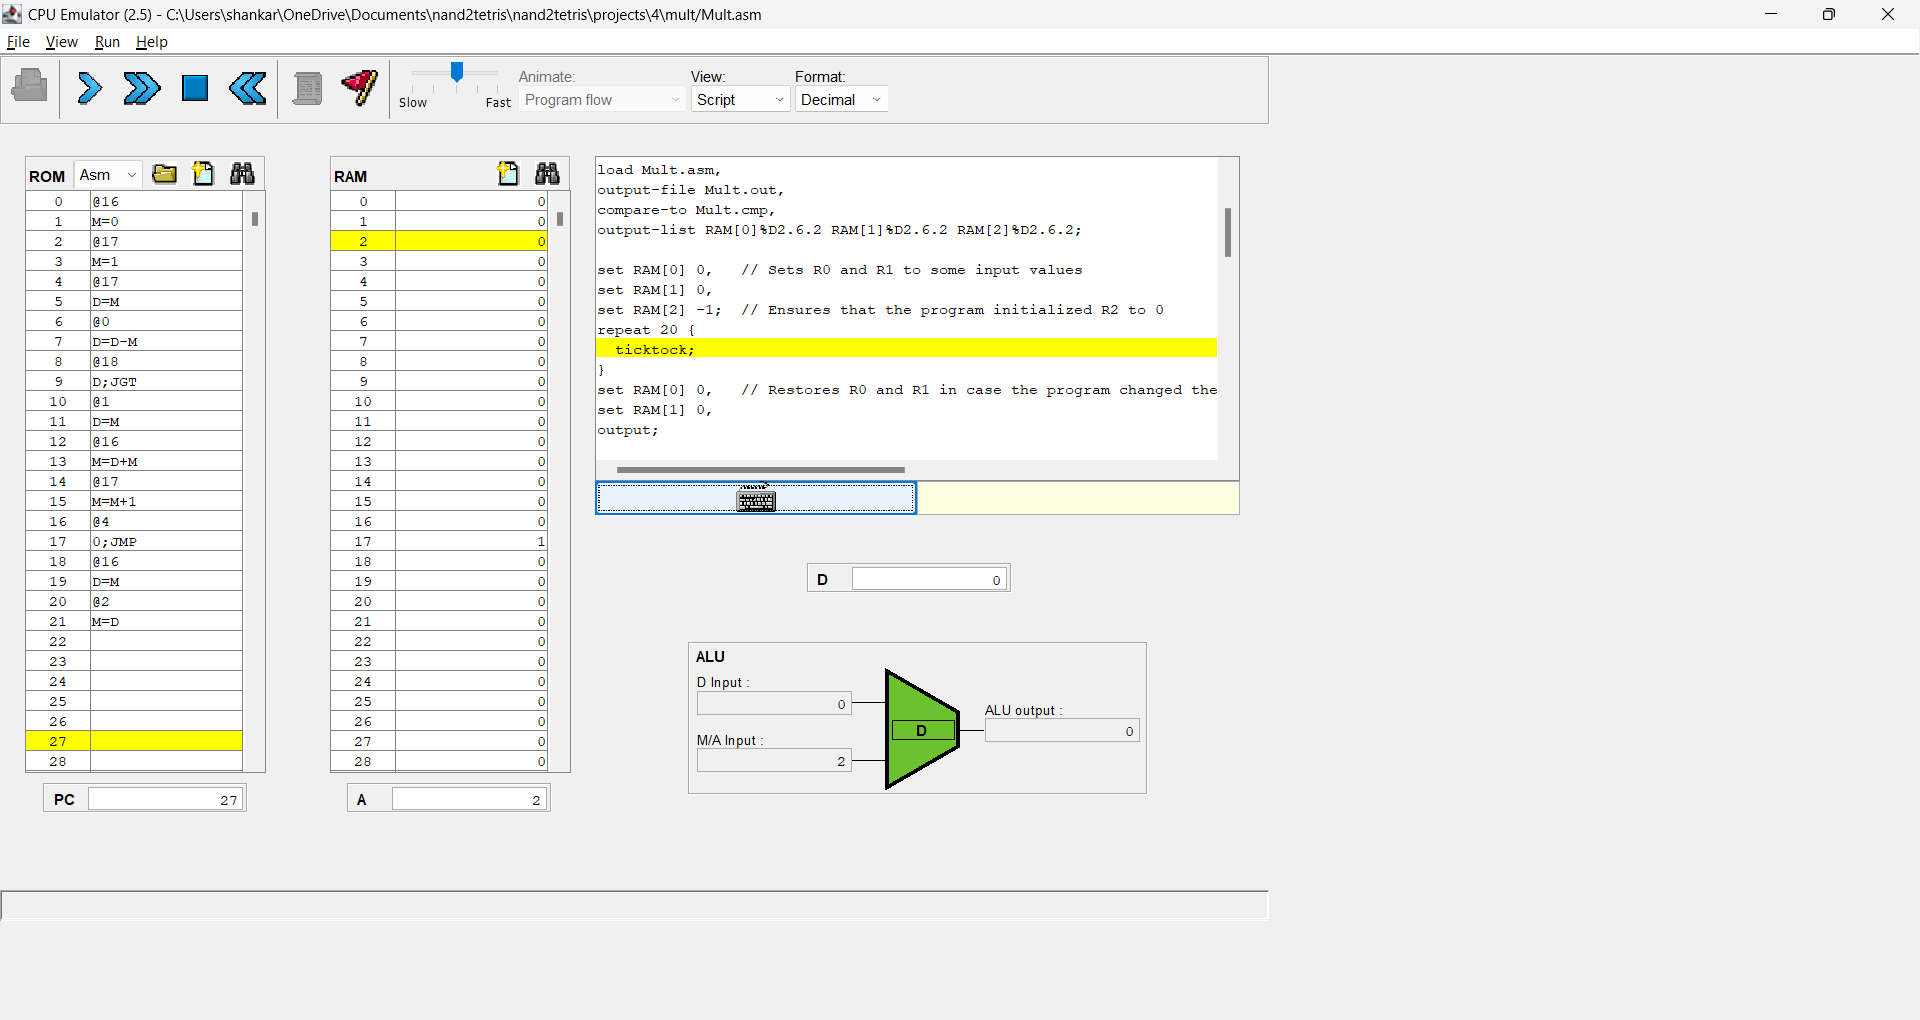 CPU Emulator (2.5) - C:\Users\shankar\OneDrive\Documents\nand2tetris\nand2tetris\projects\4\mult/Mult.asm
File View Run Help
Slow Fast
Animate:
Program flow
View:
Script
Format:
Decimal
ROM Asm
0 @16
1 M=0
2 @17
3 M=1
4 @17
5 D=M
6 @0
7 D=D-M
8 @18
9 D;JGT
10 @1
11 D=M
12 @16
13 M=D+M
14 @17
15 M=M+1
16 @4
17 0;JMP
18 @16
19 D=M
20 @2
21 M=D
22
23
24
25
26
27
28
PC 27
RAM
0 0
1 0
2 0
3 0
4 0
5 0
6 0
7 0
8 0
9 0
10 0
11 0
12 0
13 0
14 0
15 0
16 0
17 1
18 0
19 0
20 0
21 0
22 0
23 0
24 0
25 0
26 0
27 0
28 0
A 2
load Mult.asm,
output-file Mult.out,
compare-to Mult.cmp,
output-list RAM[0]%D2.6.2 RAM[1]%D2.6.2 RAM[2]%D2.6.2;
set RAM[0] 0,   // Sets R0 and R1 to some input values
set RAM[1] 0,
set RAM[2] -1;  // Ensures that the program initialized R2 to 0
repeat 20 {
  ticktock;
}
set RAM[0] 0,   // Restores R0 and R1 in case the program changed the
set RAM[1] 0,
output;
D 0
ALU
D Input :
0
M/A Input :
2
D
ALU output :
0